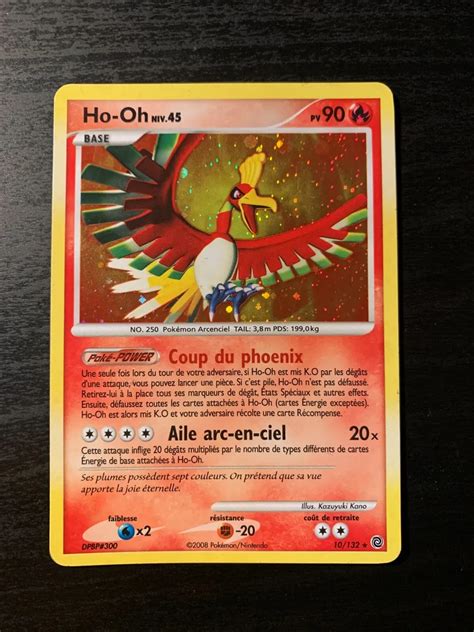 Ho-Oh NIV.45 PV 90
BASE
NO. 250 Pokémon Arcenciel TAIL: 3,8m PDS: 199,0kg
Poké-POWER Coup du phoenix
Une seule fois lors du tour de votre adversaire, si Ho-Oh est mis K.O par les dégâts
d'une attaque, vous pouvez lancer une pièce. Si c'est pile, Ho-Oh n'est pas défaussé.
Retirez-lui à la place tous ses marqueurs de dégât, États Spéciaux et autres effets.
Ensuite, défaussez toutes les cartes attachées à Ho-Oh (cartes Énergie exceptées).
Ho-Oh est alors mis K.O et votre adversaire récolte une carte Récompense.
Aile arc-en-ciel 20x
Cette attaque inflige 20 dégâts multipliés par le nombre de types différents de cartes
Énergie de base attachées à Ho-Oh.
Ses plumes possèdent sept couleurs. On prétend que sa vue
apporte la joie éternelle.
Illus. Kazuyuki Kano
faiblesse résistance coût de retraite
x2 -20
DPBP#300 ©2008 Pokémon/Nintendo 10/132